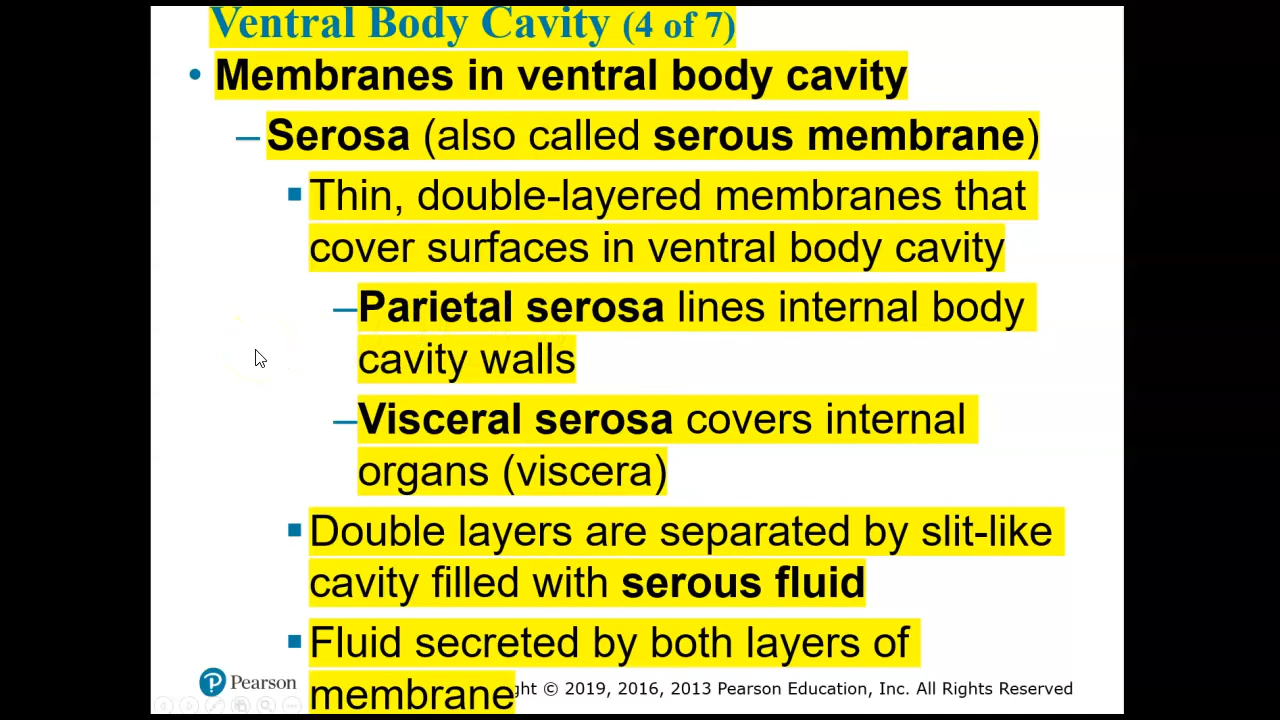 Ventral Body Cavity (4 of 7)
• Membranes in ventral body cavity
– Serosa (also called serous membrane)
▪ Thin, double-layered membranes that
cover surfaces in ventral body cavity
–Parietal serosa lines internal body
cavity walls
–Visceral serosa covers internal
organs (viscera)
▪ Double layers are separated by slit-like
cavity filled with serous fluid
▪ Fluid secreted by both layers of
membrane
Pearson
ght © 2019, 2016, 2013 Pearson Education, Inc. All Rights Reserved